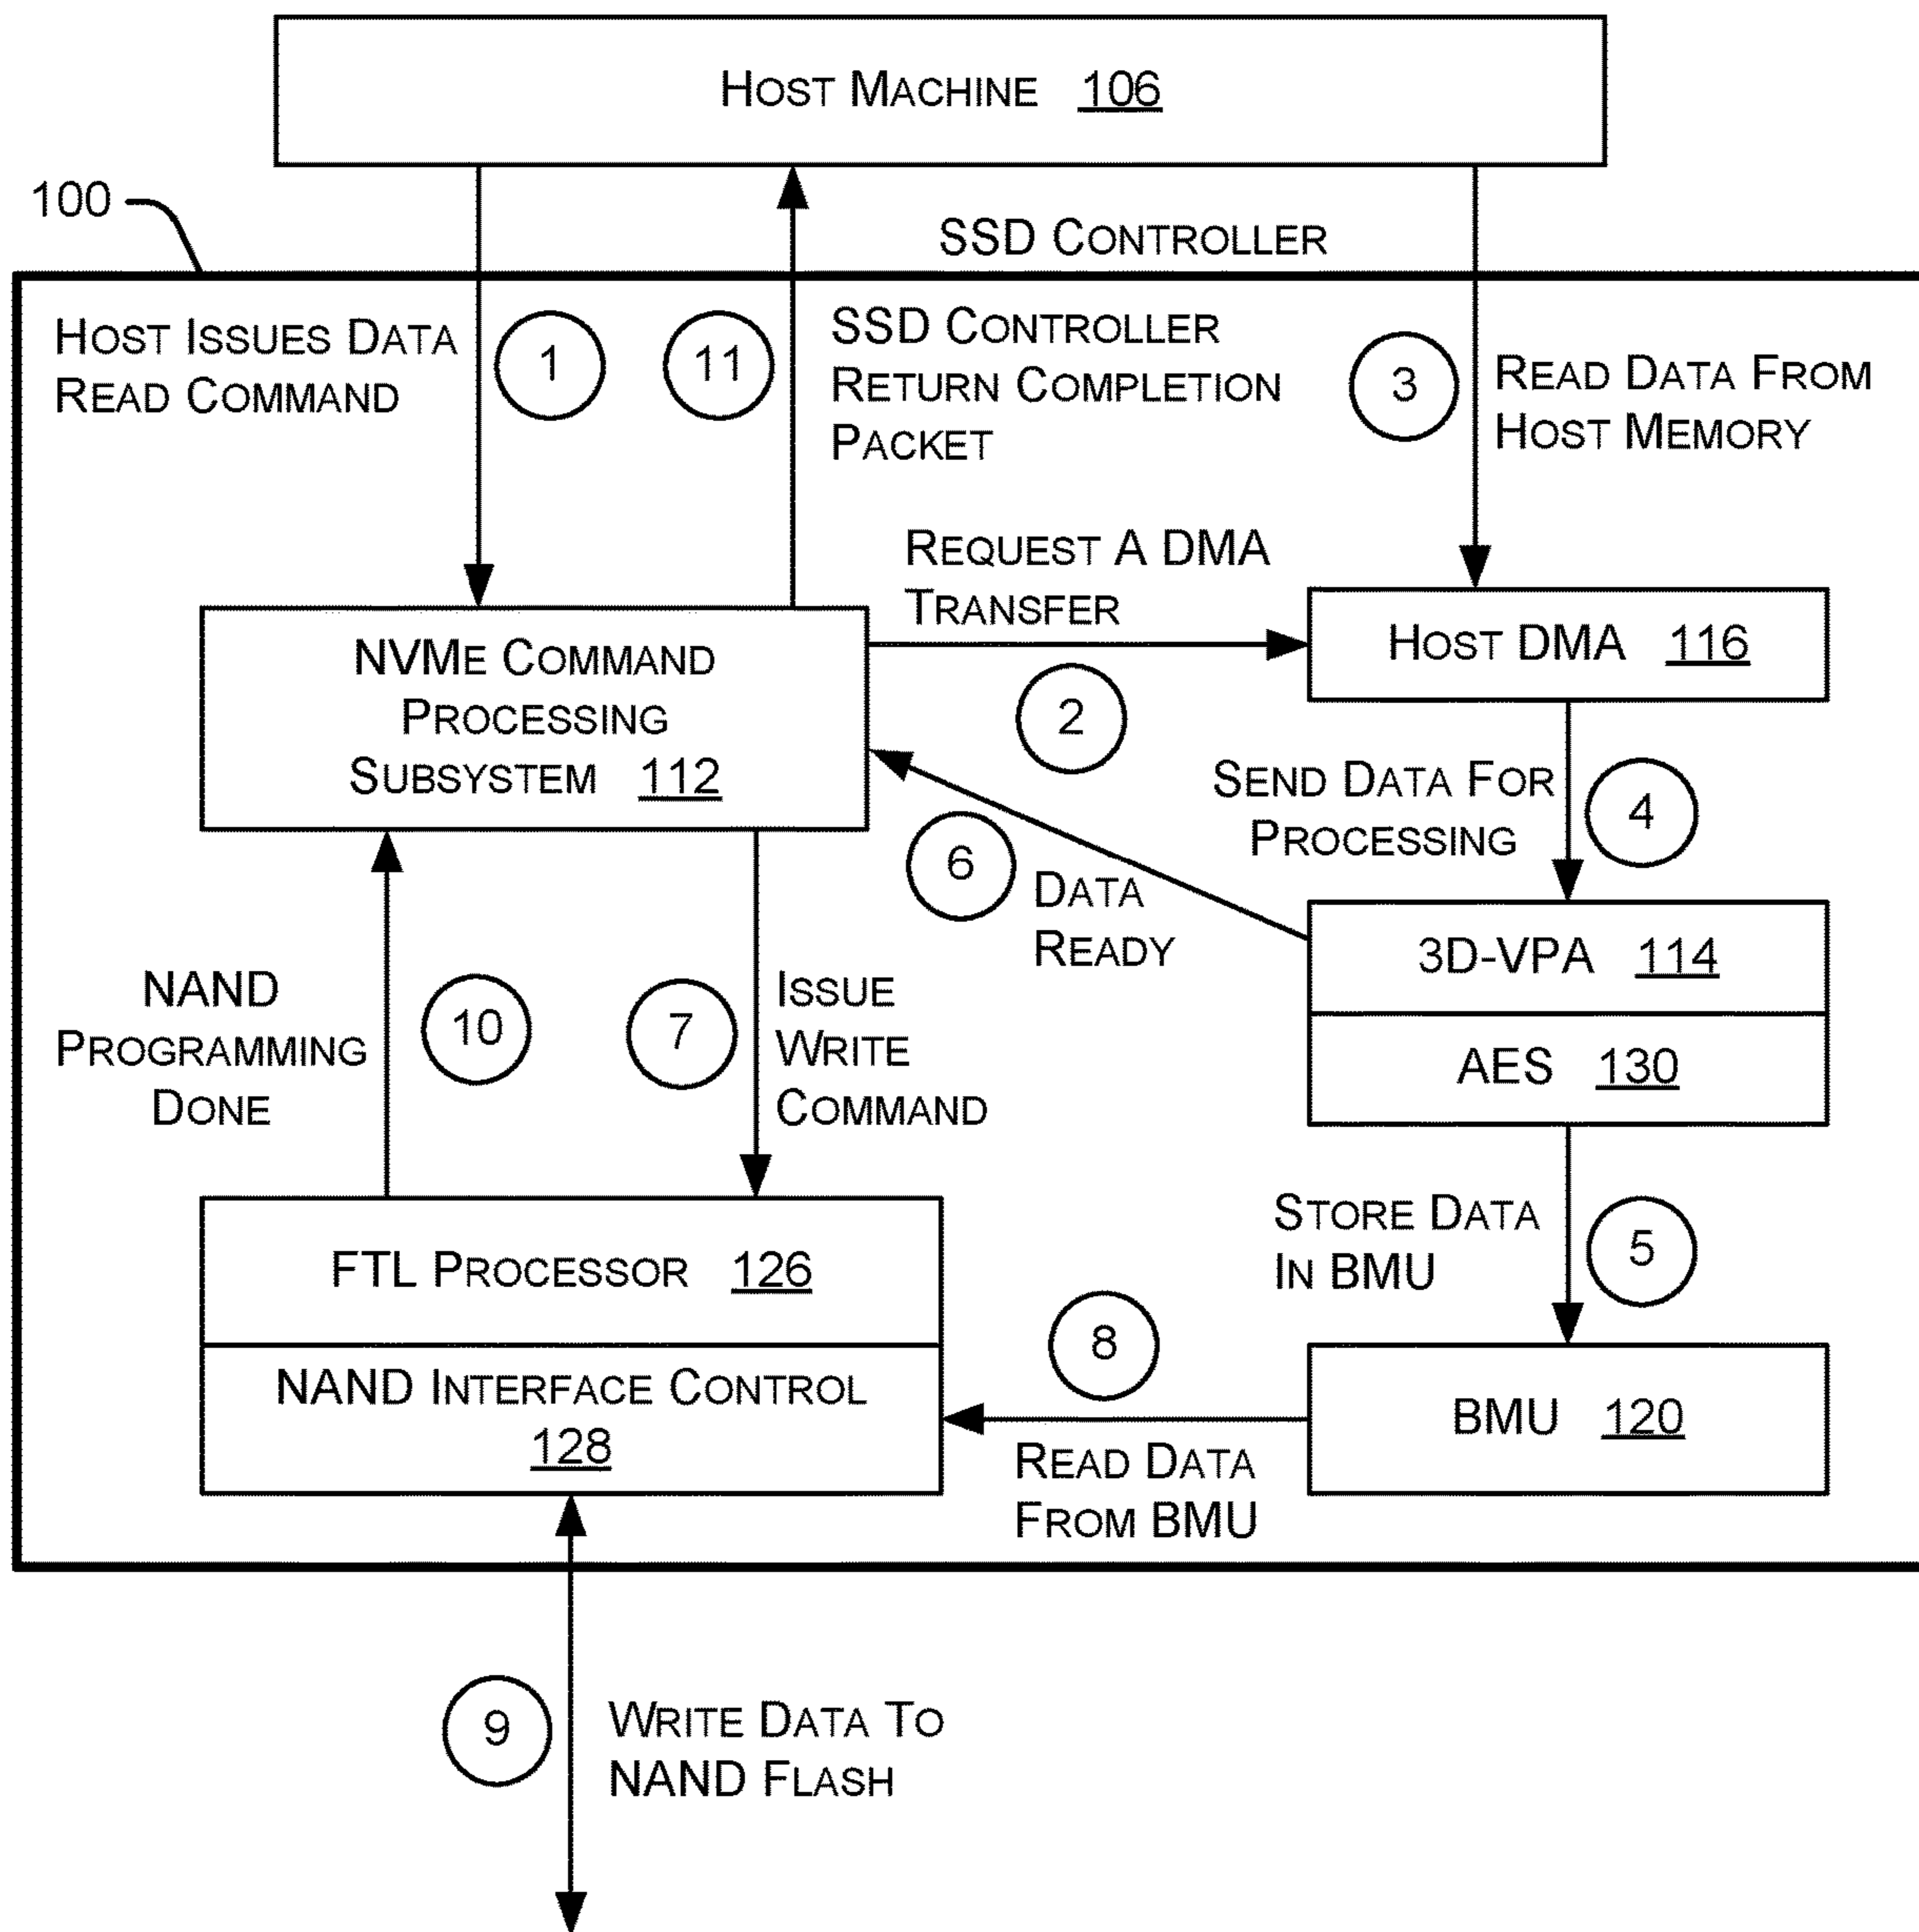 HOST MACHINE 106
100
SSD CONTROLLER
HOST ISSUES DATA
READ COMMAND
1
11
SSD CONTROLLER
RETURN COMPLETION
PACKET
3
READ DATA FROM
HOST MEMORY
REQUEST A DMA
TRANSFER
2
NVME COMMAND
PROCESSING
SUBSYSTEM 112
HOST DMA 116
SEND DATA FOR
PROCESSING
4
6
DATA
READY
3D-VPA 114
AES 130
NAND
PROGRAMMING
DONE
10
7
ISSUE
WRITE
COMMAND
STORE DATA
IN BMU
5
FTL PROCESSOR 126
NAND INTERFACE CONTROL
128
8
READ DATA
FROM BMU
BMU 120
9
WRITE DATA TO
NAND FLASH